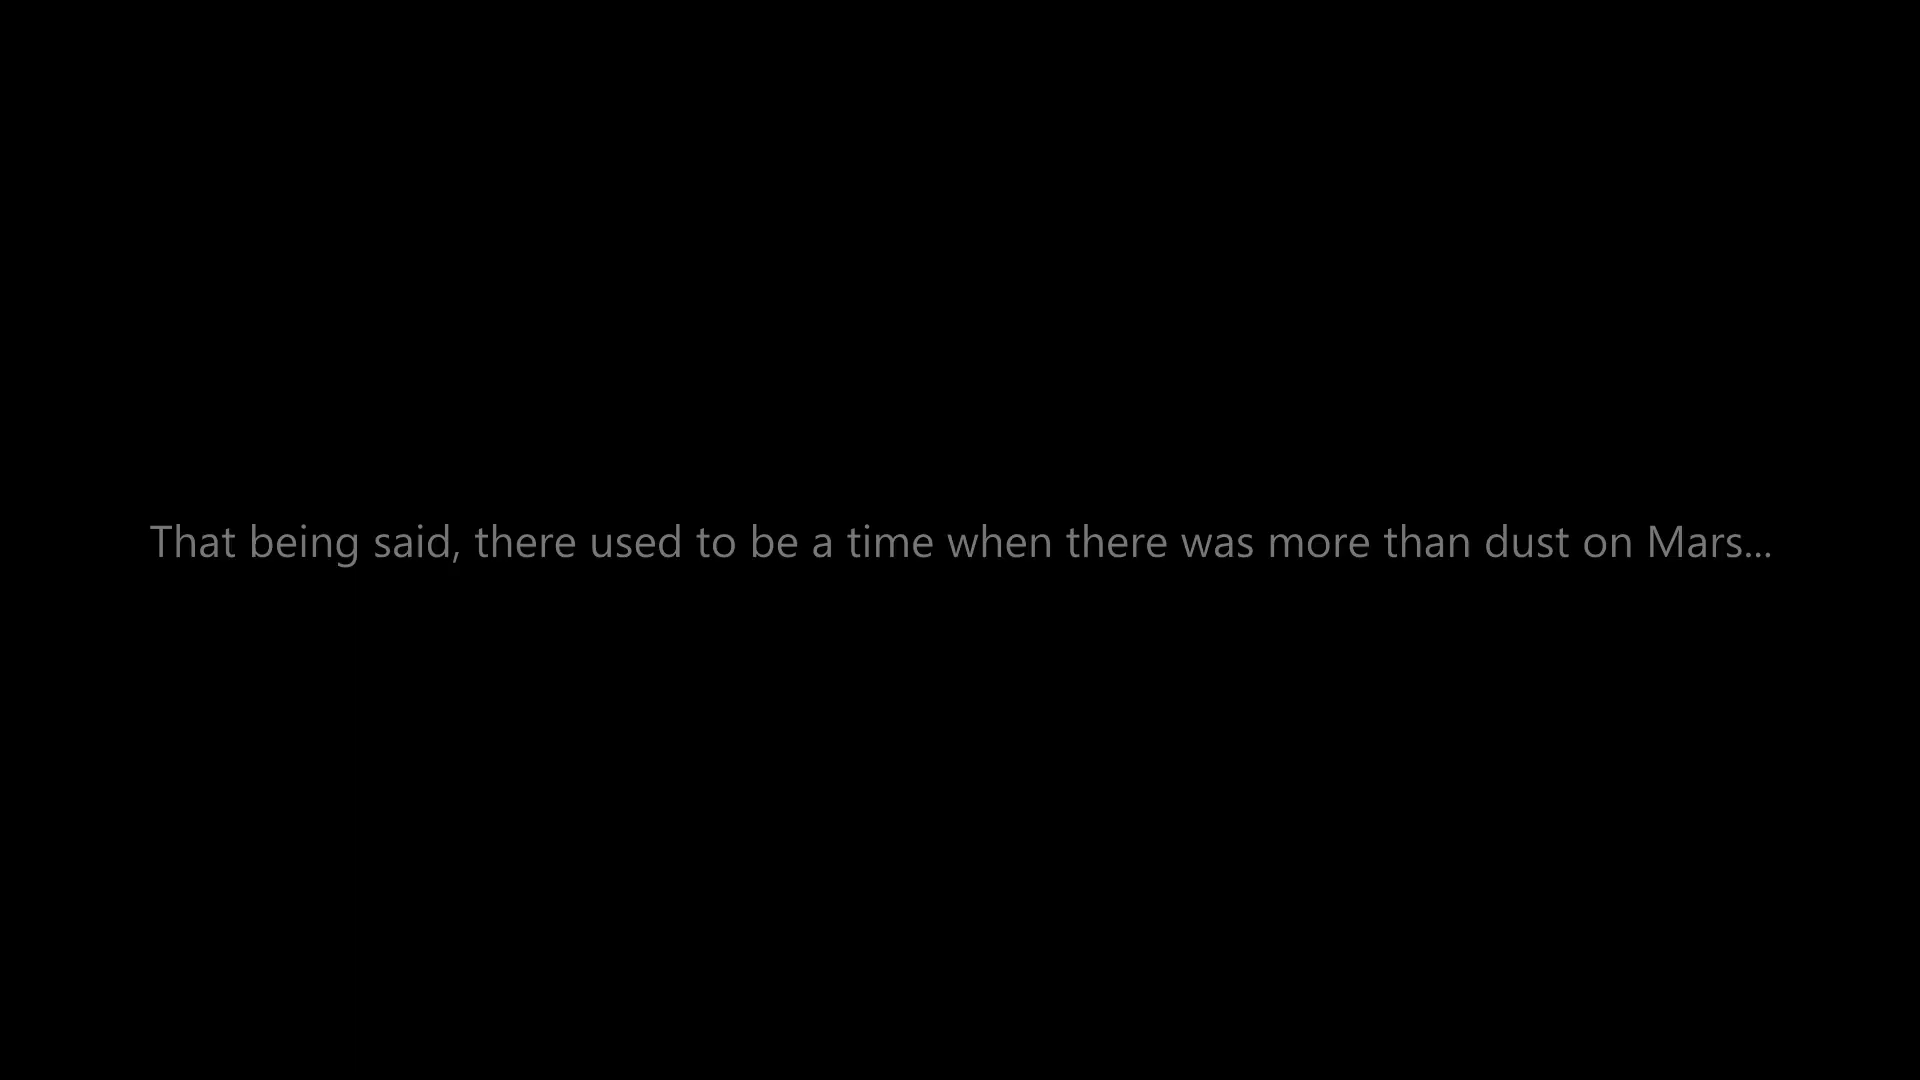 That being said, there used to be a time when there was more than dust on Mars...